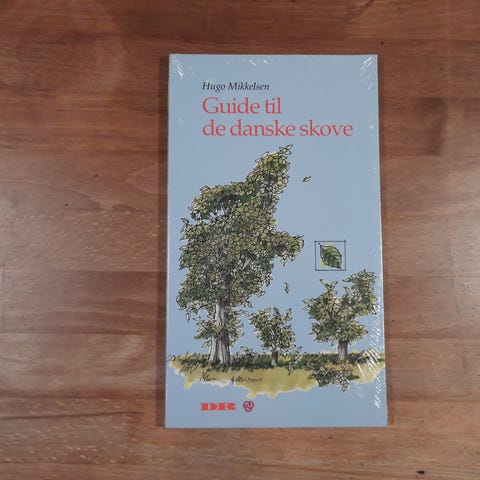 Hugo Mikkelsen
Guide til
de danske skove
DR